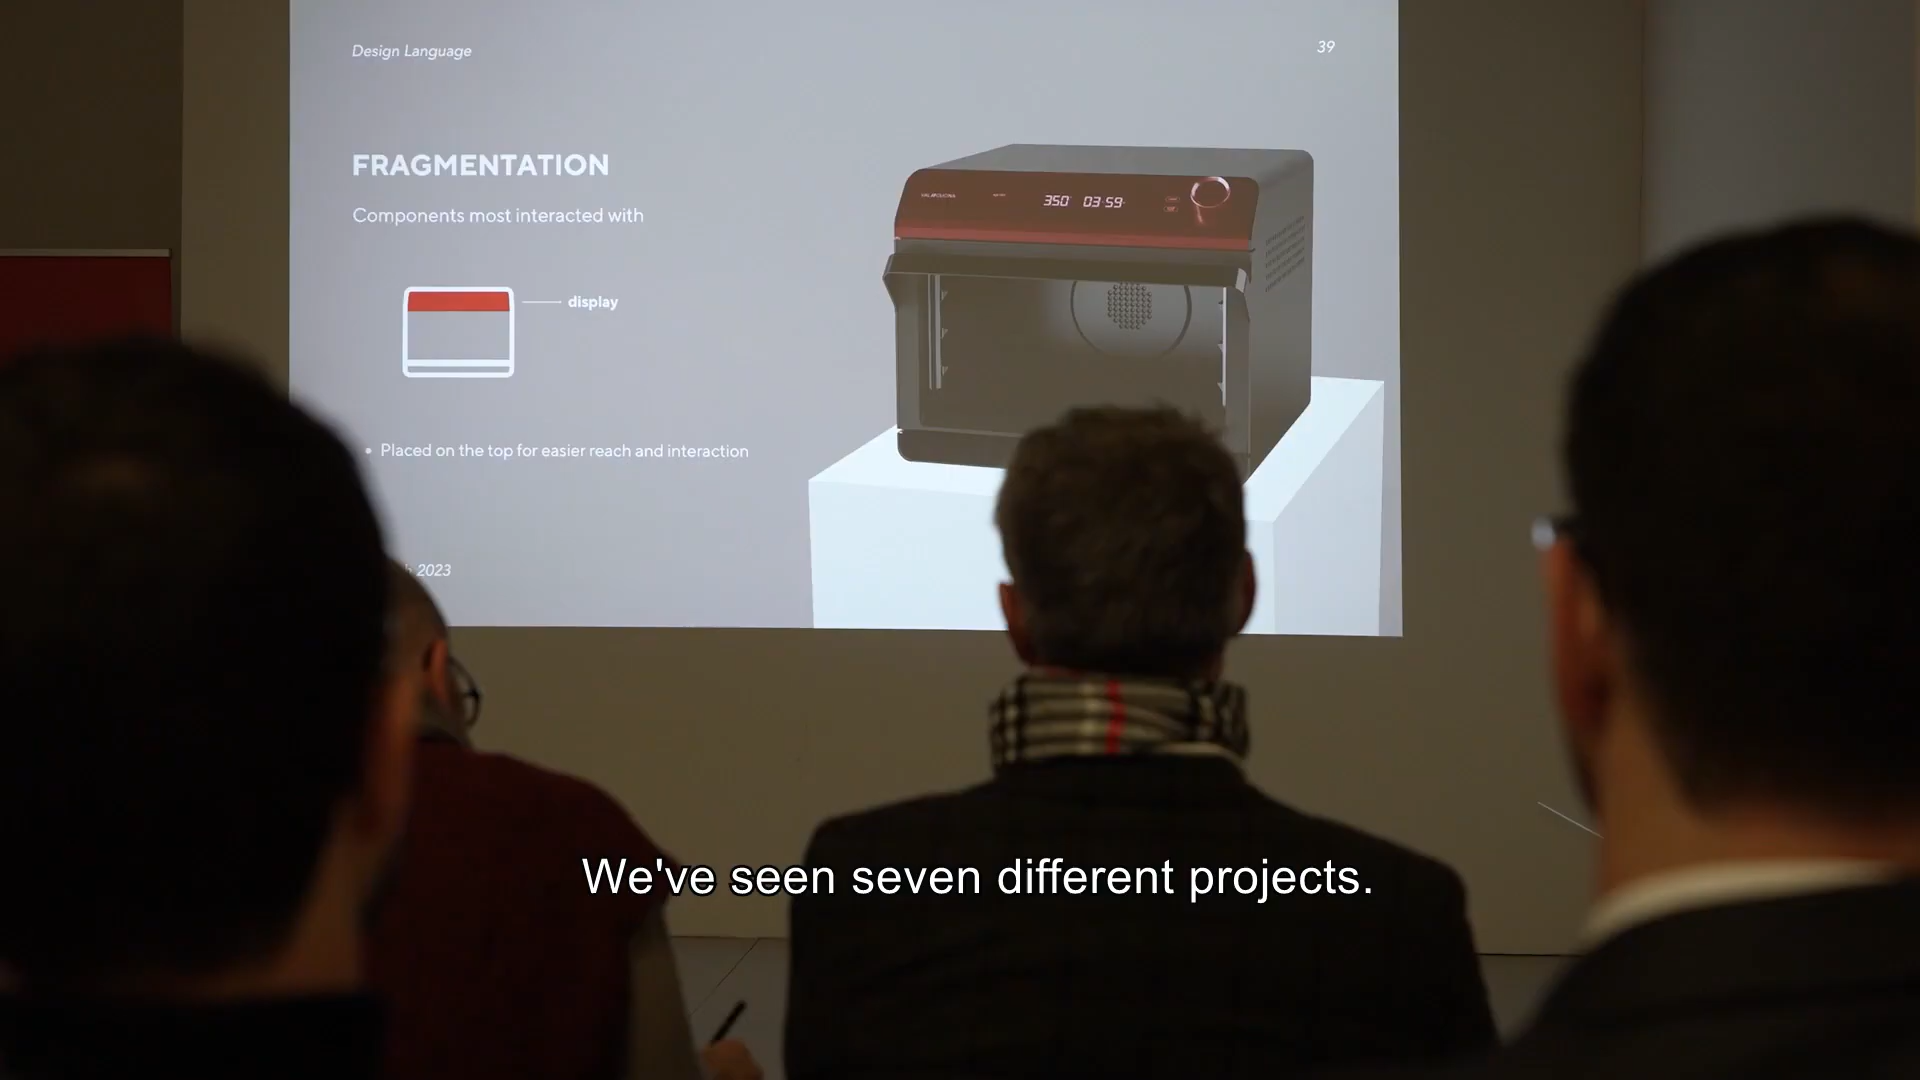 Design Language
39
FRAGMENTATION
Components most interacted with
350° 03:59
display
• Placed on the top for easier reach and interaction
2023
We've seen seven different projects.